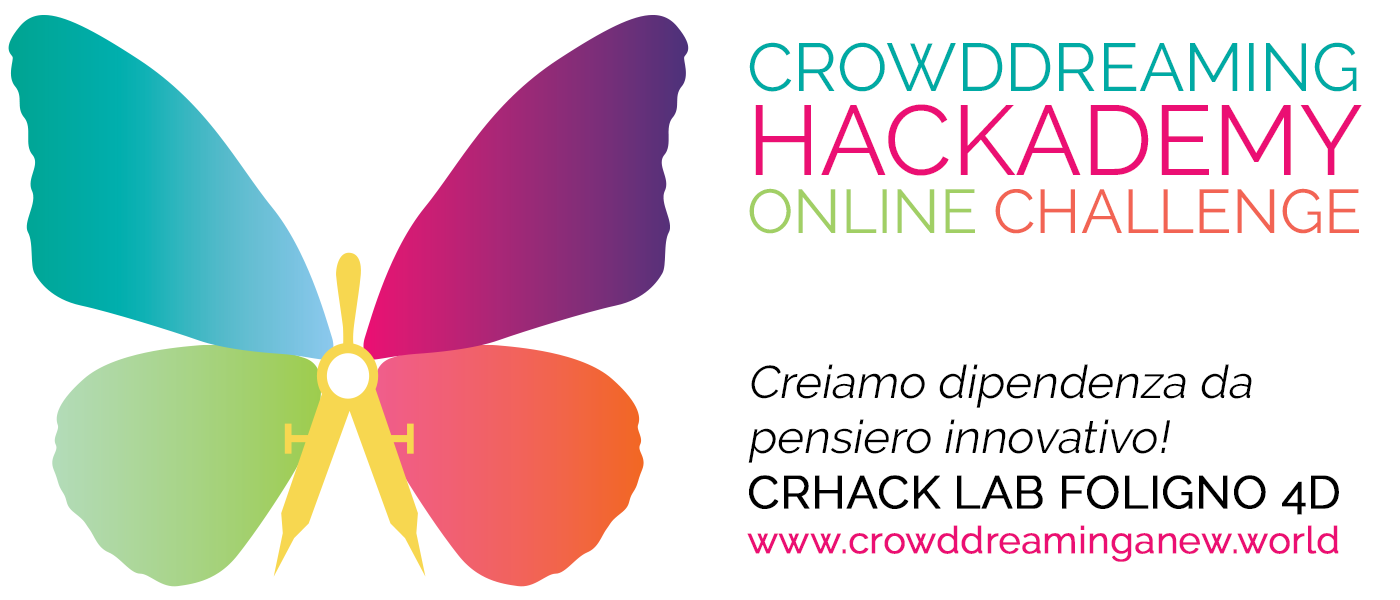 CROWDDREAMING
HACKADEMY
ONLINE CHALLENGE
Creiamo dipendenza da
pensiero innovativo!
CRHACK LAB FOLIGNO 4D
www.crowddreaminganew.world